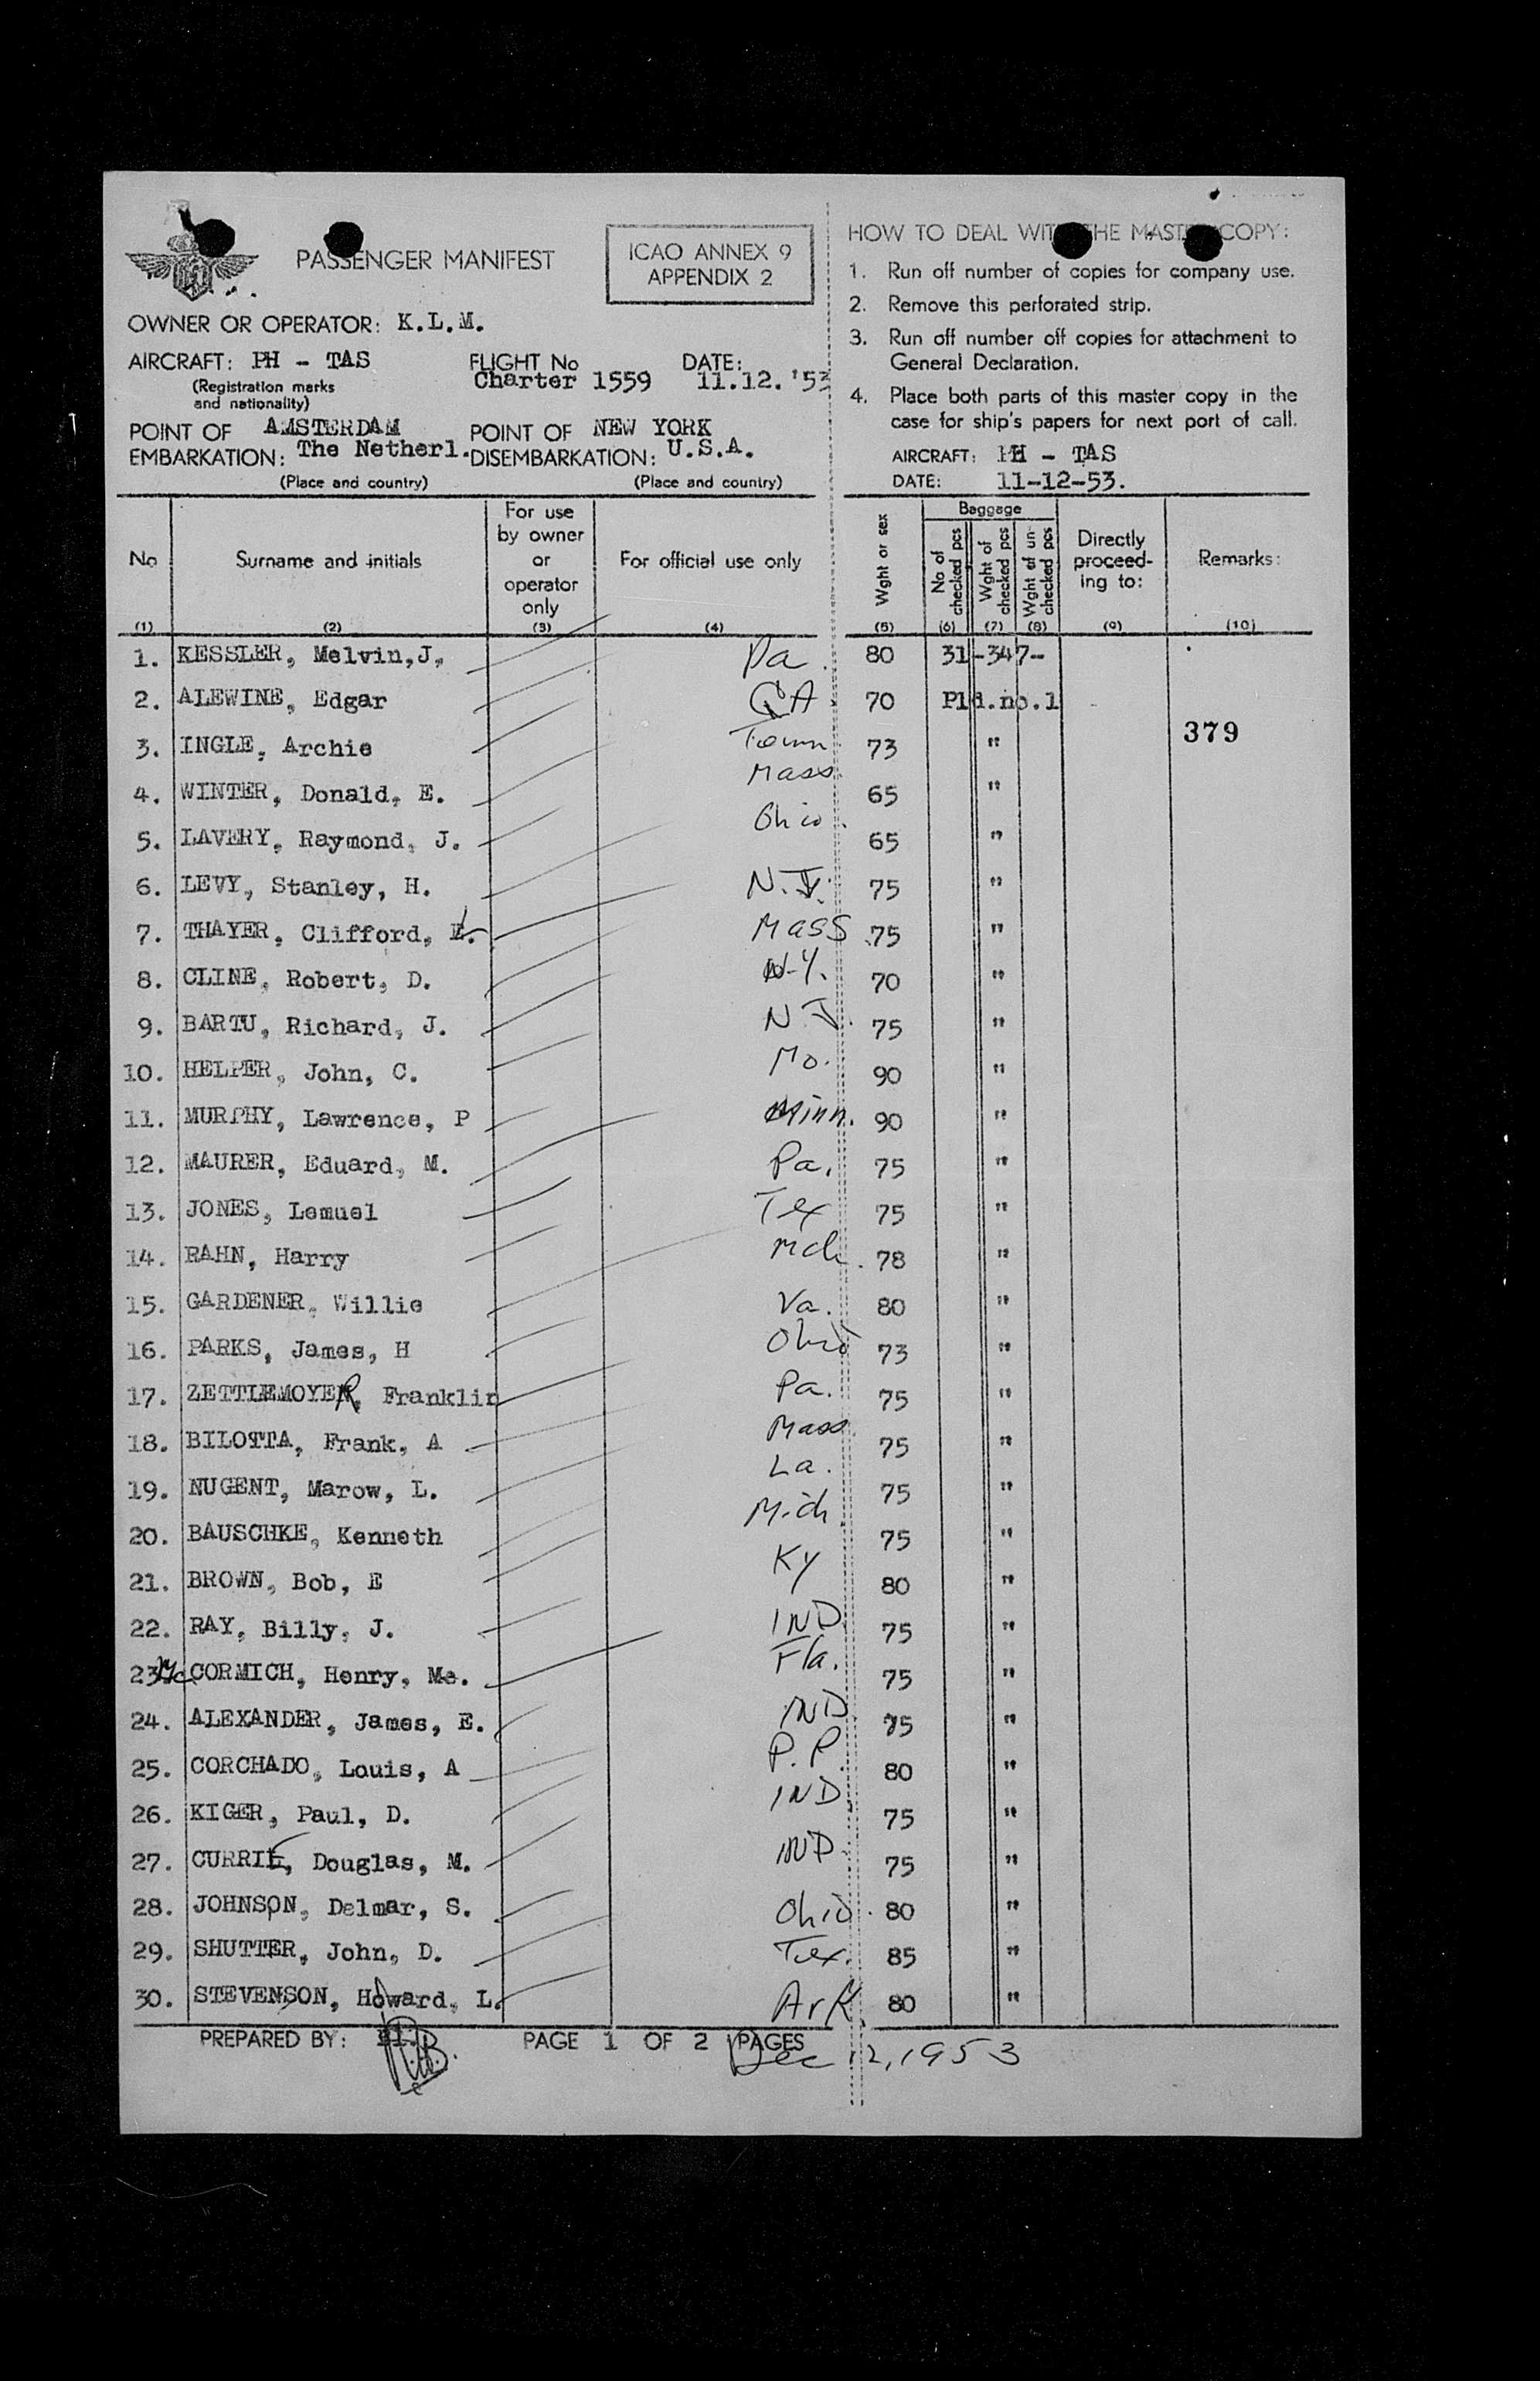 PASSENGER MANIFEST
ICAO ANNEX 9
APPENDIX 2
OWNER OR OPERATOR: K.L.M.
AIRCRAFT: PH - TAS
(Registration marks
and nationality)
FLIGHT No
Charter 1559
DATE:
11.12.'53
POINT OF AMSTERDAM
EMBARKATION: The Netherl.
(Place and country)
POINT OF NEW YORK
DISEMBARKATION: U.S.A.
(Place and country)
HOW TO DEAL WITH THE MASTER COPY:
1. Run off number of copies for company use.
2. Remove this perforated strip.
3. Run off number off copies for attachment to
General Declaration.
4. Place both parts of this master copy in the
case for ship's papers for next port of call.
AIRCRAFT: PH - TAS
DATE: 11-12-53.
No (1)
Surname and initials (2)
For use by owner or operator only (3)
For official use only (4)
Wght or sex (5)
Baggage
No of checked pcs (6)
Wght of checked pcs (7)
Wght of un-checked pcs (8)
Directly proceed-ing to: (9)
Remarks: (10)
1. KESSLER, Melvin,J, Pa. 80 31-347-
2. ALEWINE, Edgar GA. 70 Pld.no.1
3. INGLE, Archie 73 "
379
4. WINTER, Donald, E. Mass. 65 "
5. LAVERY, Raymond, J. Ohio. 65 "
6. LEVY, Stanley, H. 75 "
7. THAYER, Clifford, Mass 75 "
8. CLINE, Robert, D. N.Y. 70 "
9. BARTU, Richard, J. N.J. 75 "
10. HELPER, John, C. Mo. 90 "
11. MURPHY, Lawrence, P Minn. 90 "
12. MAURER, Eduard, M. Pa. 75 "
13. JONES, Lemuel Tex 75 "
14. RAHN, Harry 78 "
15. GARDENER, Willie Va. 80 "
16. PARKS, James, H Ohio 73 "
17. ZETTLEMOYER, Franklin Pa. 75 "
18. BILOTTA, Frank, A Mass. 75 "
19. NUGENT, Marow, L. La. 75 "
20. BAUSCHKE, Kenneth Mich. 75 "
21. BROWN, Bob, E Ky 80 "
22. RAY, Billy, J. IND. 75 "
23. Mc CORMICH, Henry, Mc. Fla. 75 "
24. ALEXANDER, James, E. IND. 75 "
25. CORCHADO, Louis, A 80 "
26. KIGER, Paul, D. IND. 75 "
27. CURRIE, Douglas, M. IND. 75 "
28. JOHNSON, Delmar, S. Ohio. 80 "
29. SHUTTER, John, D. Tex. 85 "
30. STEVENSON, Howard, L. Ark. 80 "
PREPARED BY:
PAGE 1 OF 2 PAGES
Dec 12, 1953